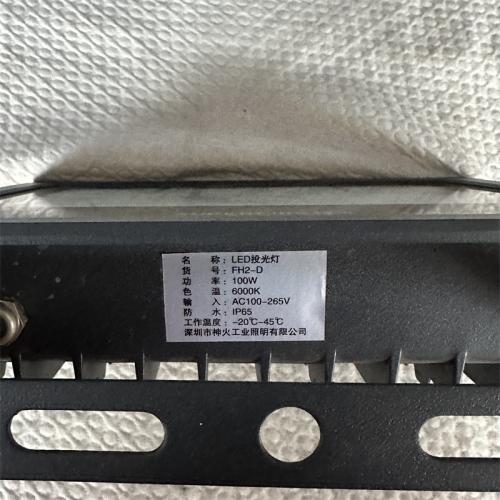 名 称：LED投光灯
货 号：FH2-D
功 率：100W
色 温：6000K
输 入：AC100-265V
防 水：IP65
工作温度：-20℃-45℃
深圳市神火工业照明有限公司